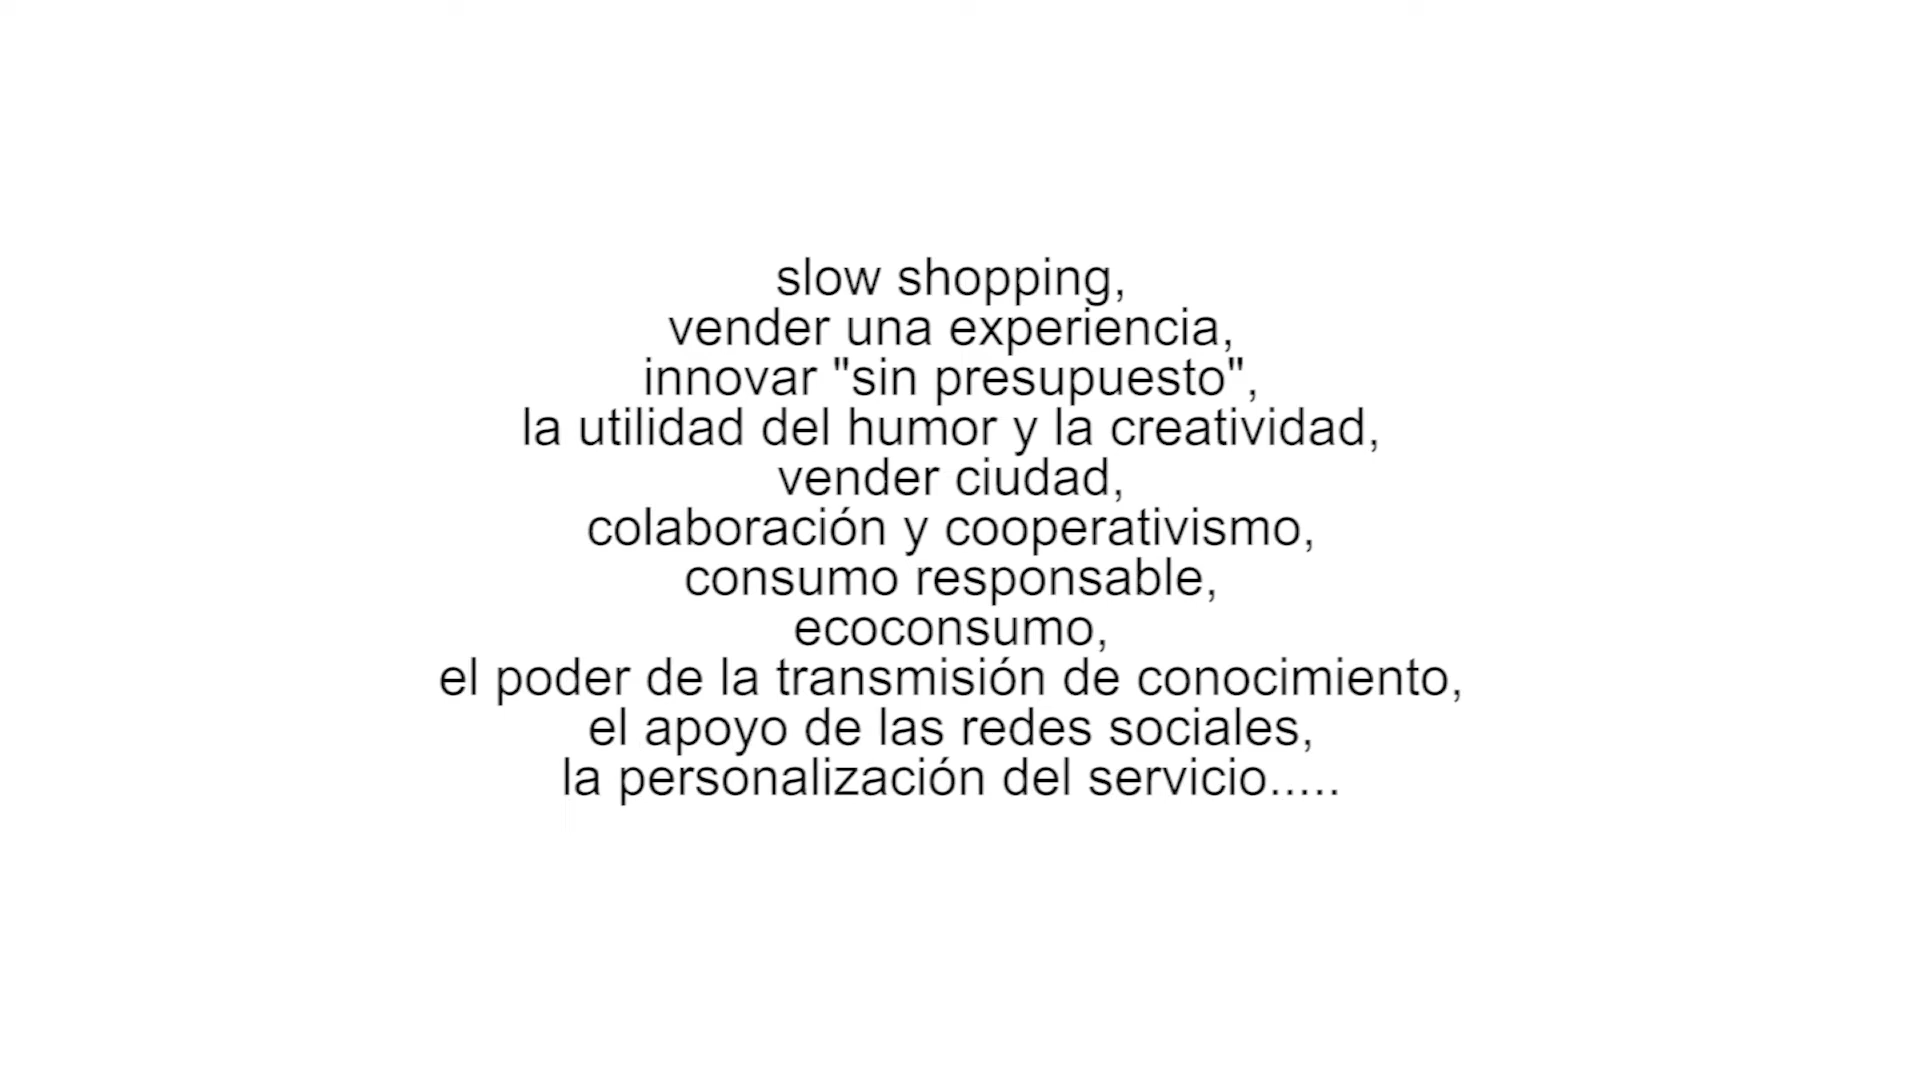 slow shopping,
vender una experiencia,
innovar "sin presupuesto",
la utilidad del humor y la creatividad,
vender ciudad,
colaboración y cooperativismo,
consumo responsable,
ecoconsumo,
el poder de la transmisión de conocimiento,
el apoyo de las redes sociales,
la personalización del servicio.....